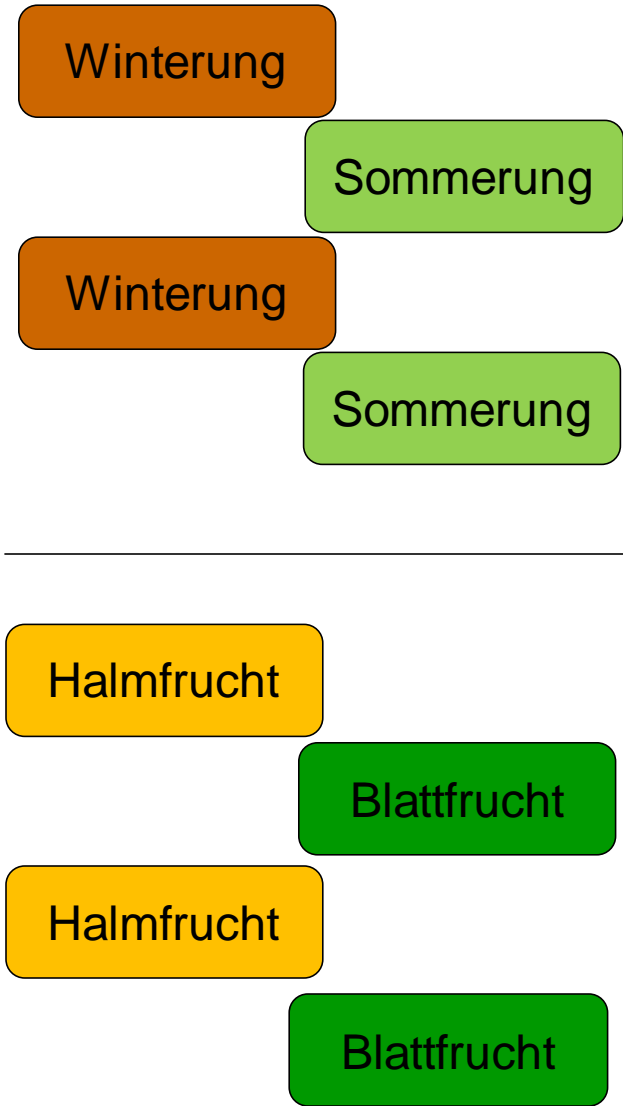 Winterung
Sommerung
Winterung
Sommerung
Halmfrucht
Blattfrucht
Halmfrucht
Blattfrucht